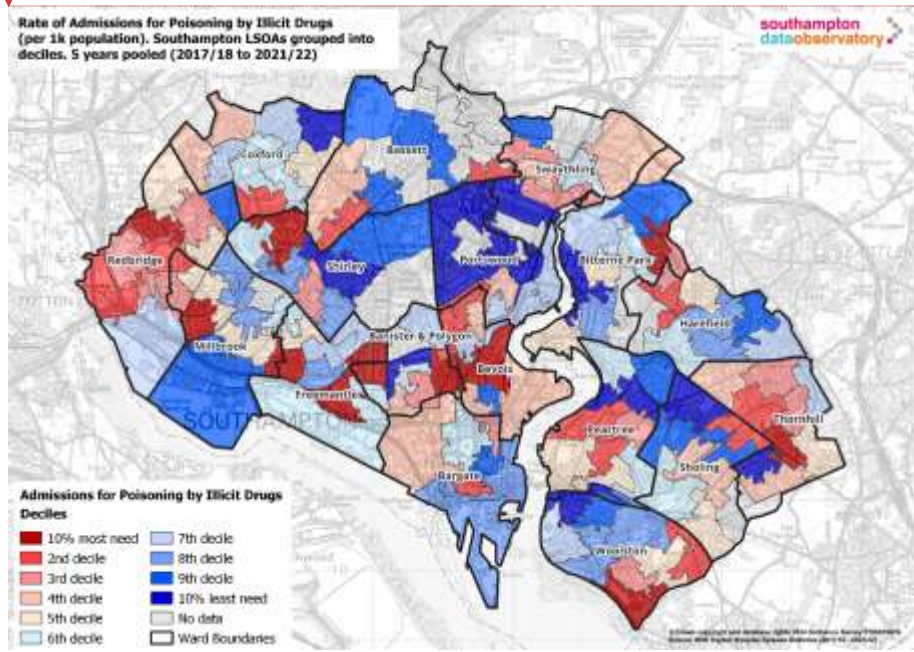 Rate of Admissions for Poisoning by Illicit Drugs
(per 1k population). Southampton LSOAs grouped into
deciles. 5 years pooled (2017/18 to 2021/22)
southampton
dataobservatory
Coxford
Bassett
Swaythling
Redbridge
Shirley
Portswood
Bitterne Park
Harefield
Millbrook
Banister & Polygon
Bevois
Freemantle
SOUTHAMPTON
Peartree
Thornhill
Sholing
Bargate
Woolston
Admissions for Poisoning by Illicit Drugs
Deciles
10% most need
2nd decile
3rd decile
4th decile
5th decile
6th decile
7th decile
8th decile
9th decile
10% least need
No data
Ward Boundaries